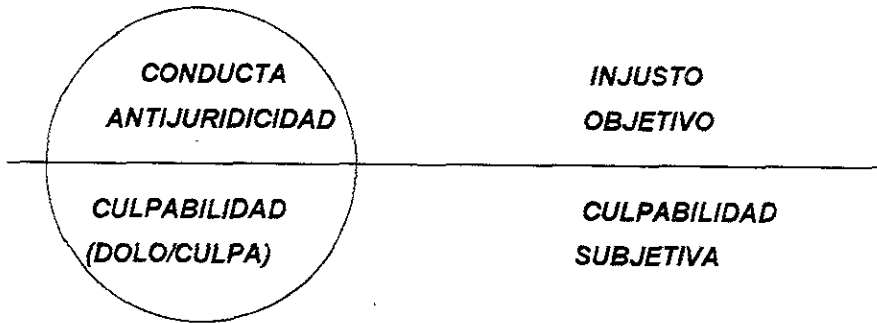 CONDUCTA
ANTIJURIDICIDAD
INJUSTO
OBJETIVO
CULPABILIDAD
(DOLO/CULPA)
CULPABILIDAD
SUBJETIVA